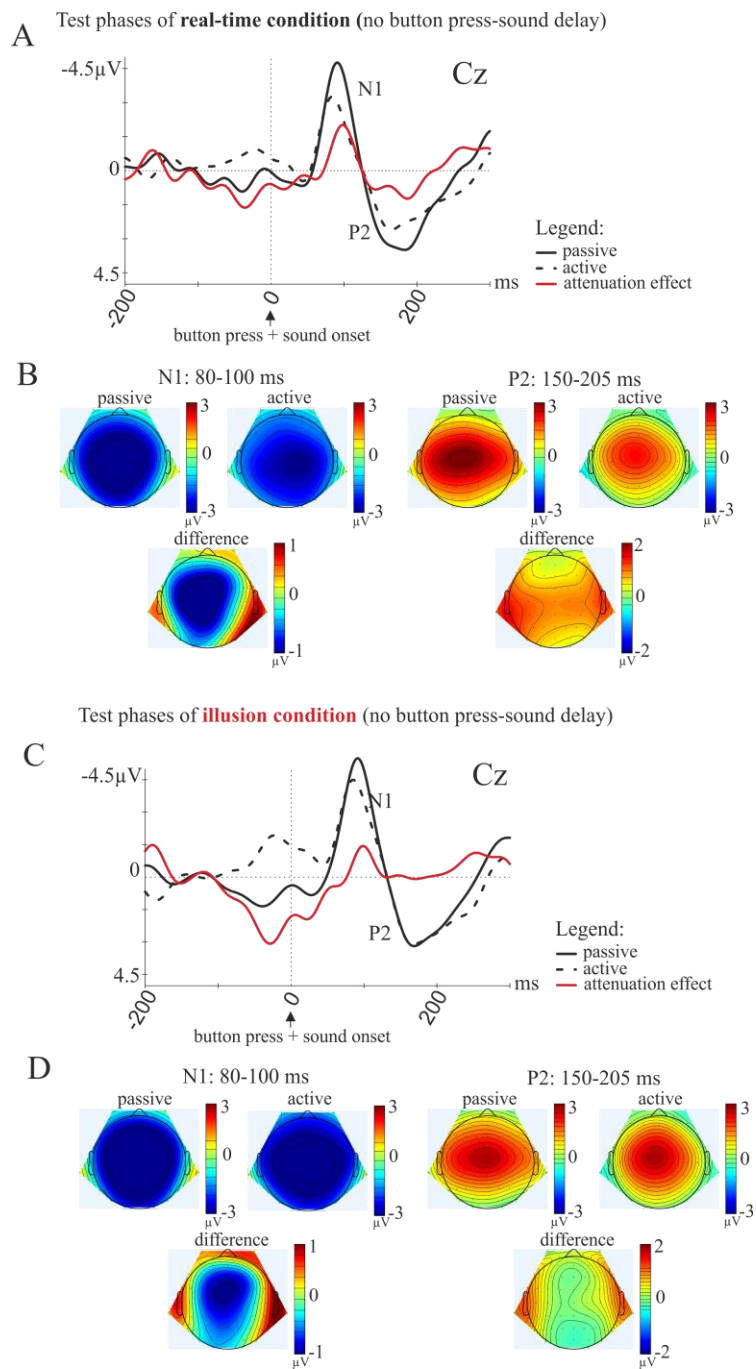 Test phases of real-time condition (no button press-sound delay)
A
-4.5µV
N1
Cz
0
P2
4.5
Legend:
passive
active
attenuation effect
ms
-200
0
200
button press + sound onset
B
N1: 80-100 ms
P2: 150-205 ms
passive
active
passive
active
3
0
-3
µV
3
0
-3
µV
3
0
-3
µV
3
0
-3
µV
difference
difference
1
0
-1
µV
2
0
-2
µV
Test phases of illusion condition (no button press-sound delay)
C
-4.5µV
N1
Cz
0
P2
4.5
Legend:
passive
active
attenuation effect
ms
-200
0
200
button press + sound onset
D
N1: 80-100 ms
P2: 150-205 ms
passive
active
passive
active
3
0
-3
µV
3
0
-3
µV
3
0
-3
µV
3
0
-3
µV
difference
difference
1
0
-1
µV
2
0
-2
µV